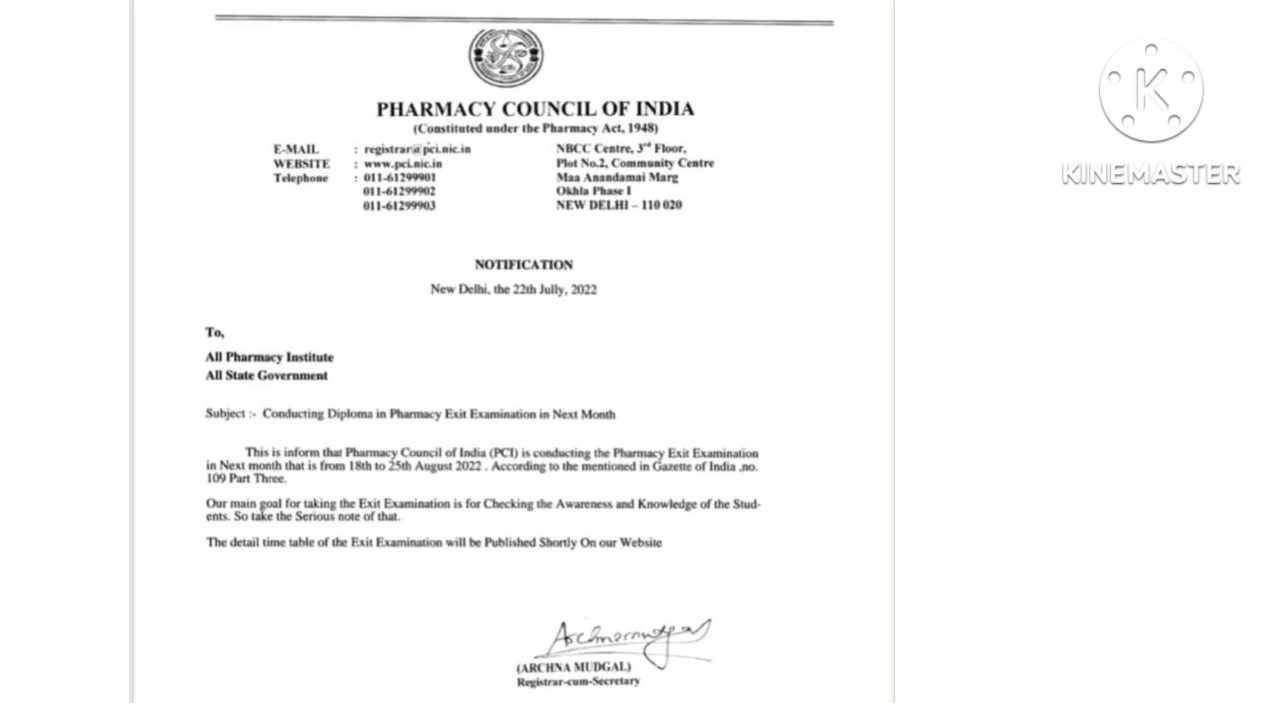 PHARMACY COUNCIL OF INDIA
(Constituted under the Pharmacy Act, 1948)
E-MAIL : registrar@pci.nic.in NBCC Centre, 3rd Floor,
WEBSITE : www.pci.nic.in Plot No.2, Community Centre
Telephone : 011-61299901 Maa Anandamai Marg
011-61299902 Okhla Phase I
011-61299903 NEW DELHI – 110 020
NOTIFICATION
New Delhi, the 22th Jully, 2022
To,
All Pharmacy Institute
All State Government
Subject :- Conducting Diploma in Pharmacy Exit Examination in Next Month
This is inform that Pharmacy Council of India (PCI) is conducting the Pharmacy Exit Examination
in Next month that is from 18th to 25th August 2022 . According to the mentioned in Gazette of India ,no.
109 Part Three.
Our main goal for taking the Exit Examination is for Checking the Awareness and Knowledge of the Stud-
ents. So take the Serious note of that.
The detail time table of the Exit Examination will be Published Shortly On our Website
(ARCHNA MUDGAL)
Registrar-cum-Secretary
K
KINEMASTER